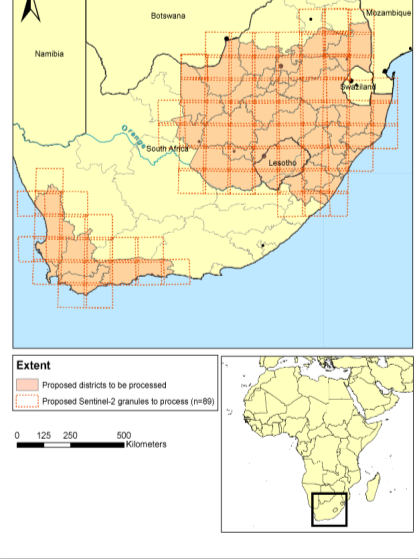 Botswana
Mozambique
Namibia
Swaziland
Orange
South Africa
Lesotho
Extent
Proposed districts to be processed
Proposed Sentinel-2 granules to process (n=89)
0 125 250 500
Kilometers